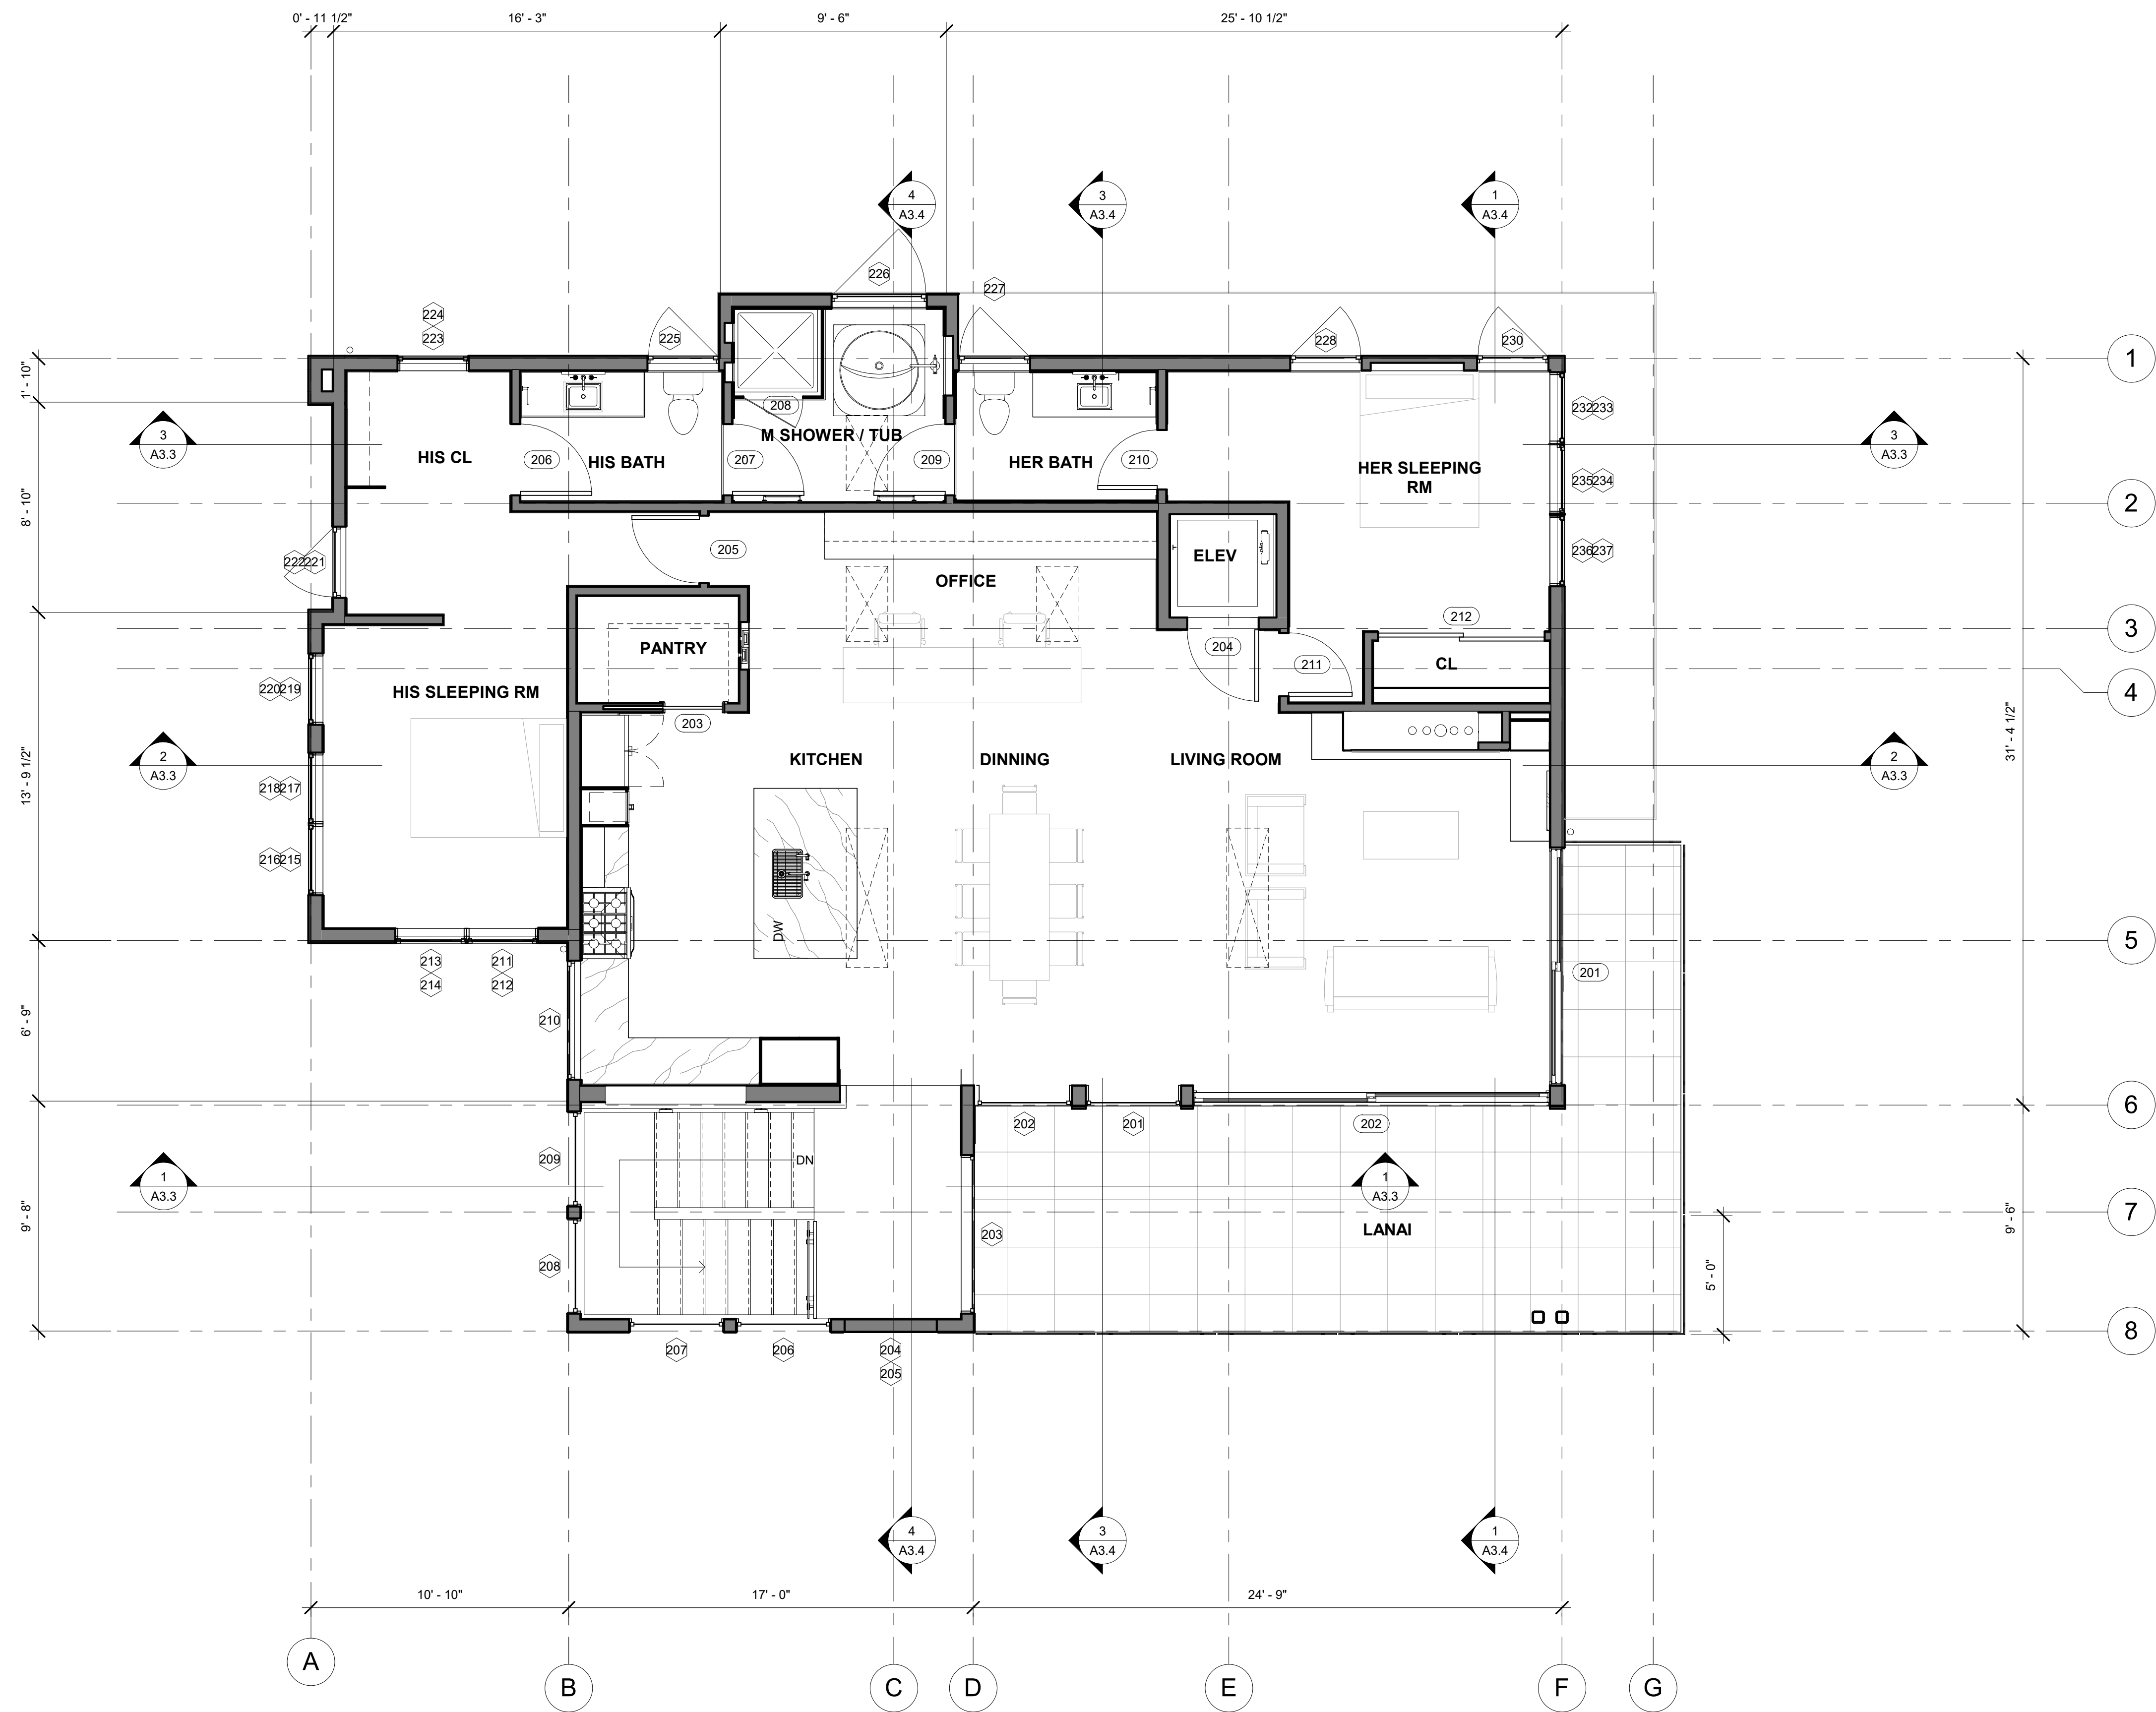 0' - 11 1/2"
16' - 3"
9' - 6"
25' - 10 1/2"
4
A3.4
3
A3.4
1
A3.4
226
227
224
223
225
228
230
1
1' - 10"
208
232
233
3
A3.3
M SHOWER / TUB
3
A3.3
HIS CL
206
HIS BATH
207
209
HER BATH
210
HER SLEEPING
RM
235
234
2
8' - 10"
222
221
205
ELEV
236
237
OFFICE
212
3
PANTRY
204
211
CL
220
219
HIS SLEEPING RM
4
203
31' - 4 1/2"
2
A3.3
KITCHEN
DINNING
LIVING ROOM
2
A3.3
13' - 9 1/2"
218
217
216
215
DW
5
213
214
211
212
201
6' - 9"
210
6
202
201
202
209
DN
1
A3.3
1
A3.3
9' - 8"
7
9' - 6"
203
LANAI
208
5' - 0"
8
207
206
204
205
4
A3.4
3
A3.4
1
A3.4
10' - 10"
17' - 0"
24' - 9"
A
B
C
D
E
F
G